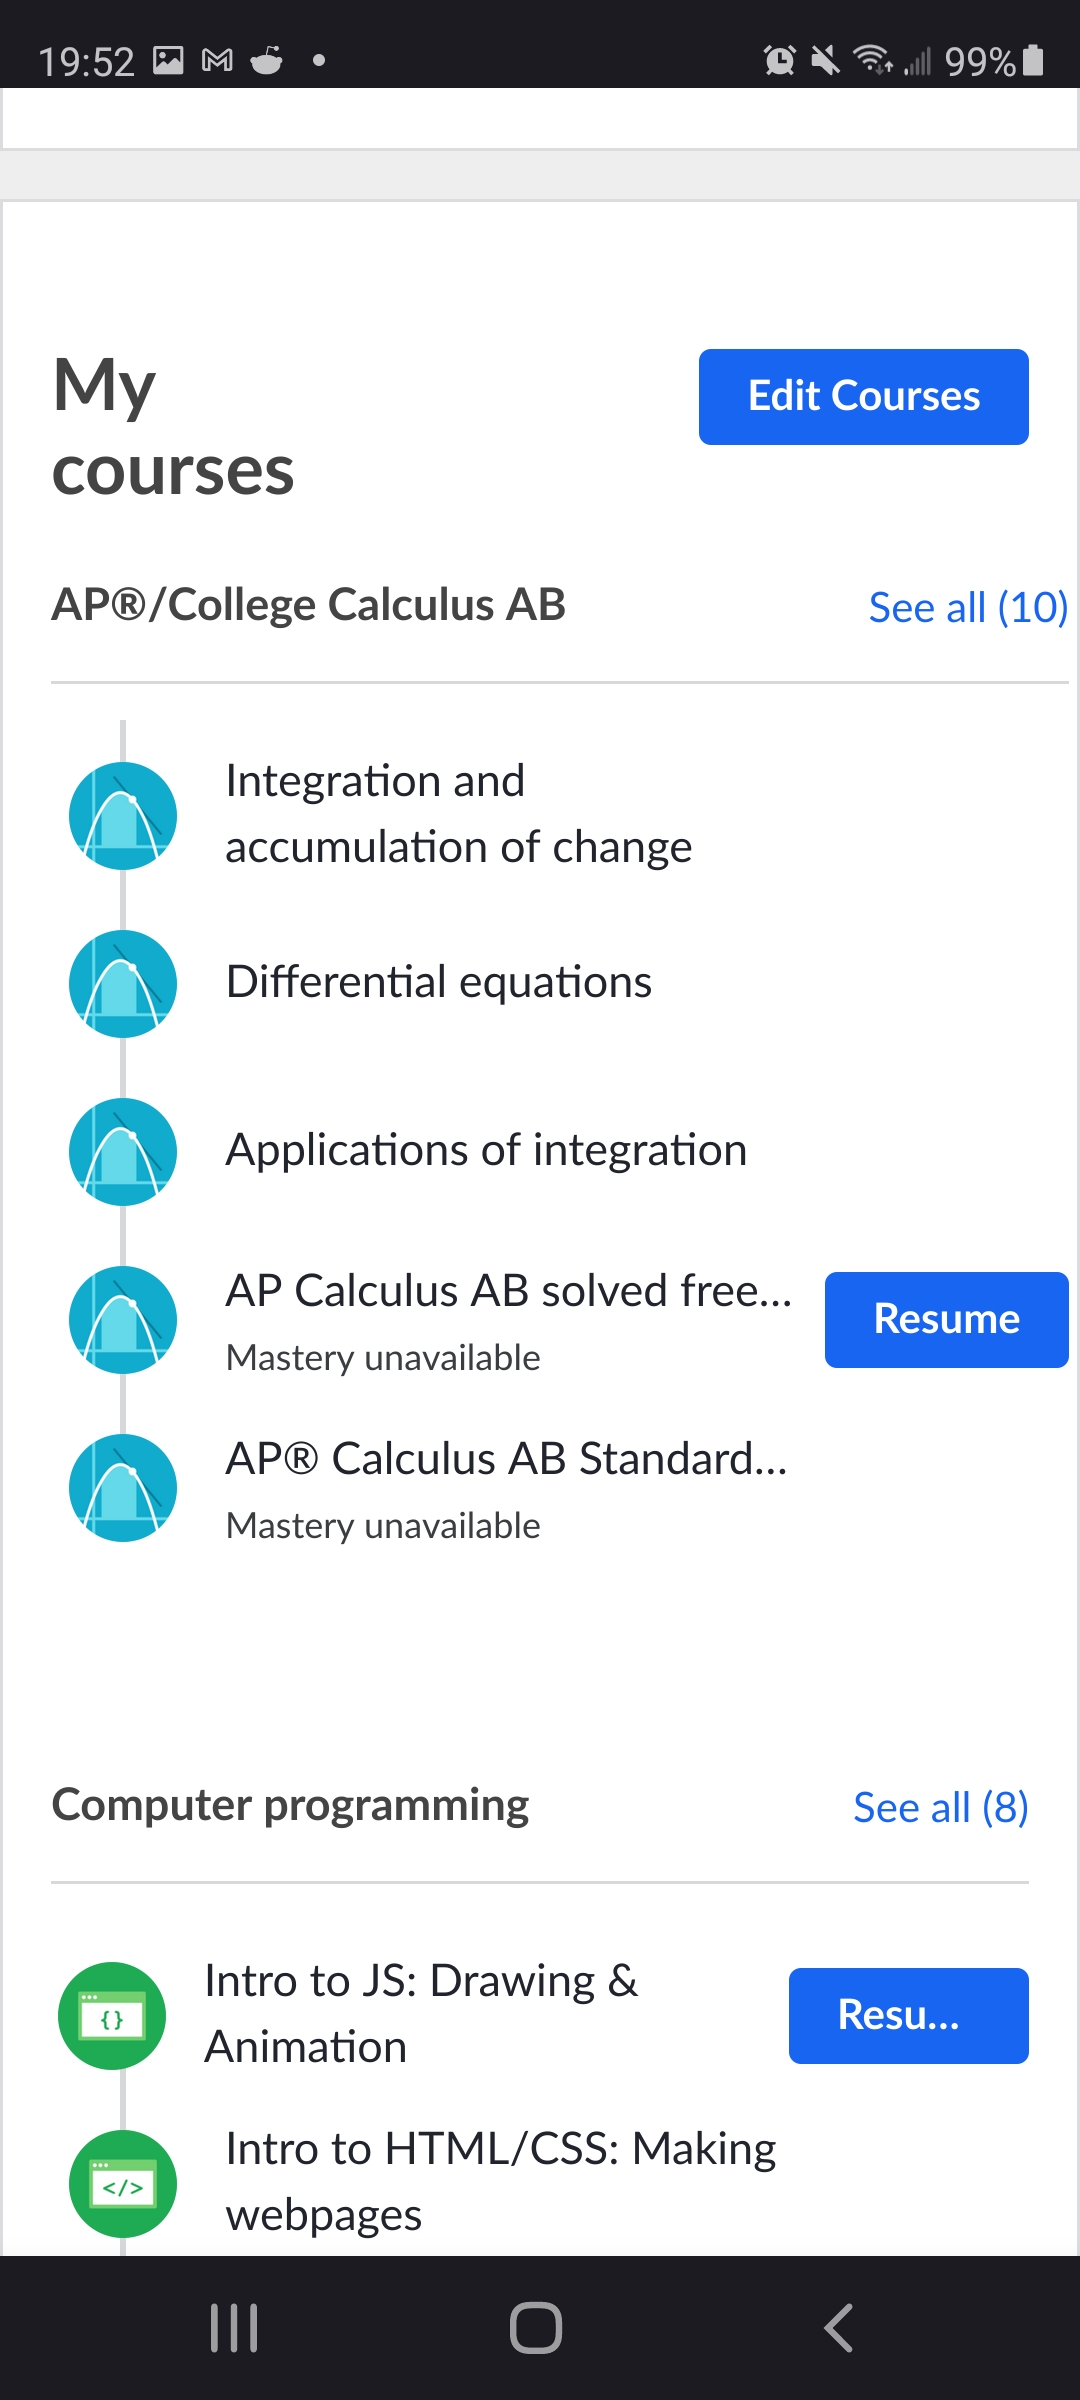 19:52 99%
My
courses
Edit Courses
AP®/College Calculus AB
See all (10)
Integration and
accumulation of change
Differential equations
Applications of integration
AP Calculus AB solved free...
Mastery unavailable
Resume
AP® Calculus AB Standard...
Mastery unavailable
Computer programming
See all (8)
{}
Intro to JS: Drawing &
Animation
Resu...
</>
Intro to HTML/CSS: Making
webpages